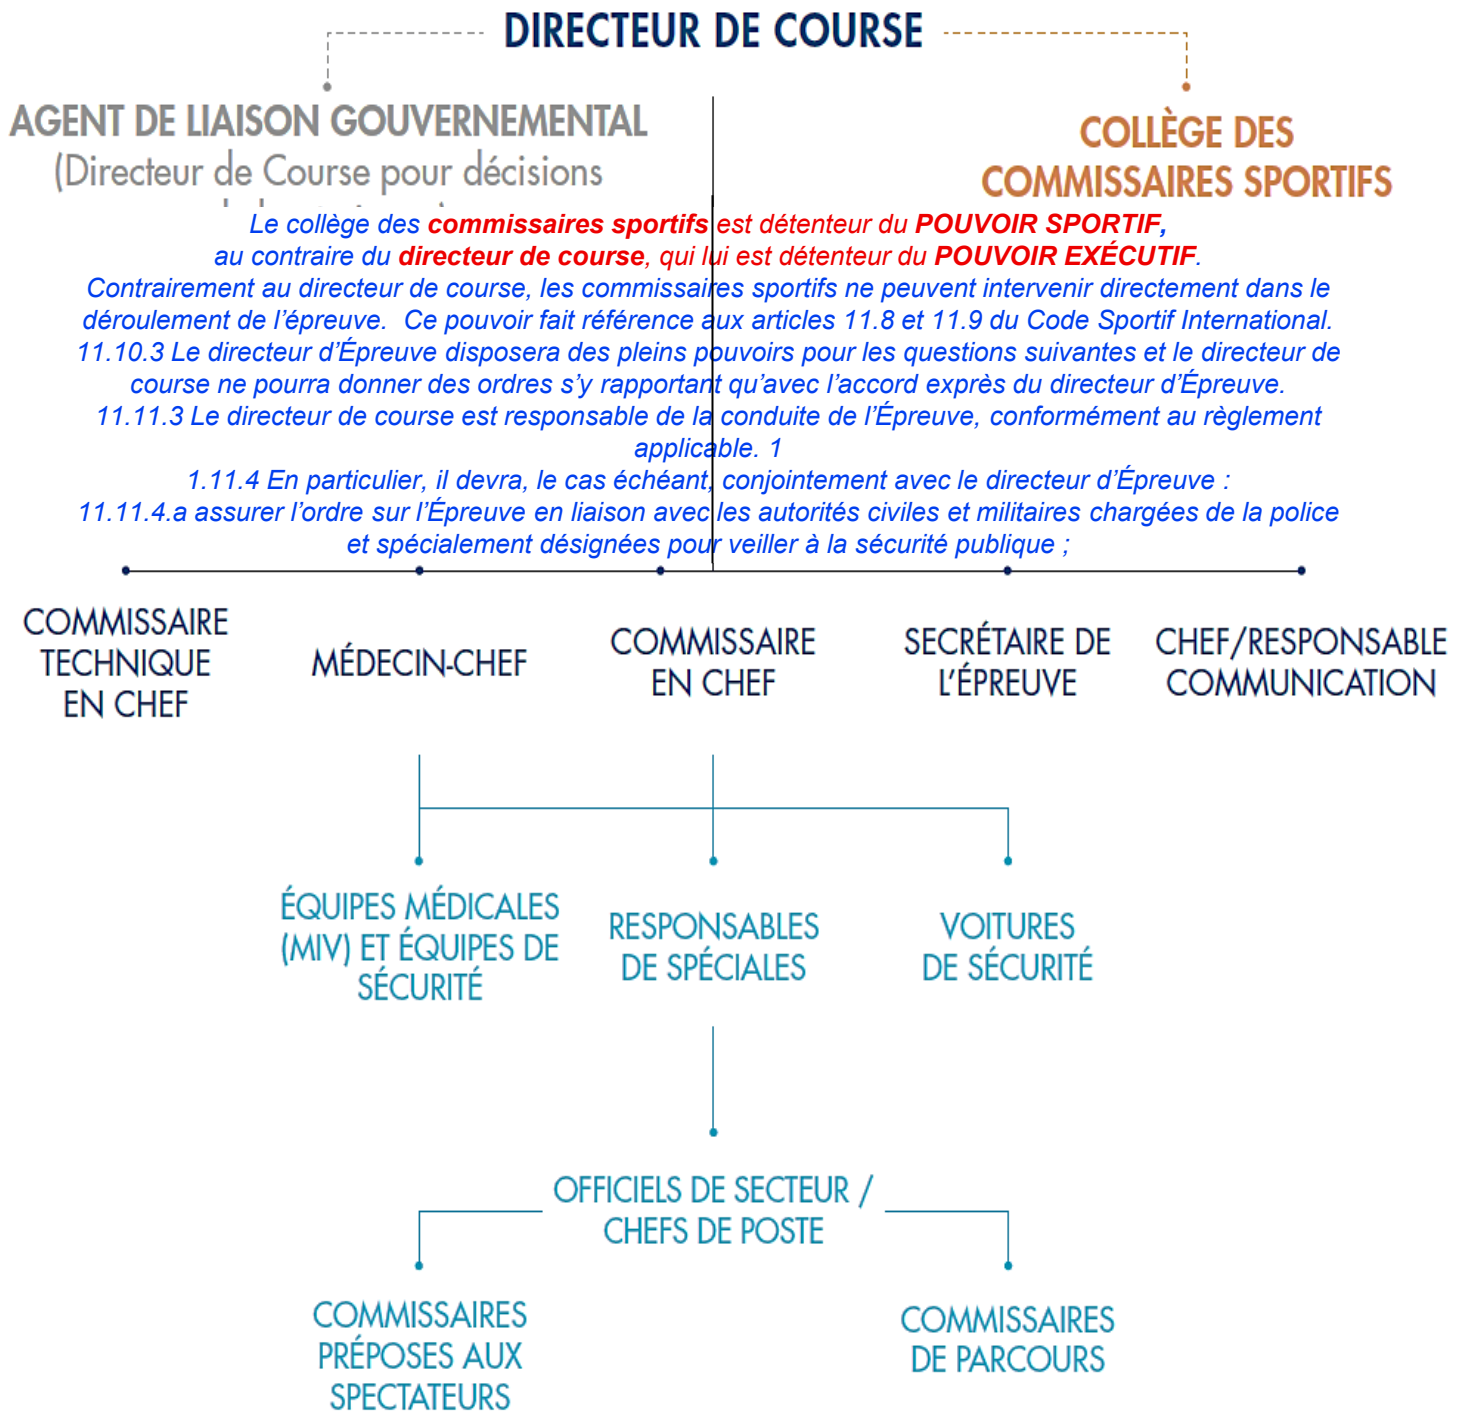 DIRECTEUR DE COURSE
AGENT DE LIAISON GOUVERNEMENTAL
(Directeur de Course pour décisions
COLLÈGE DES
COMMISSAIRES SPORTIFS
Le collège des commissaires sportifs est détenteur du POUVOIR SPORTIF,
au contraire du directeur de course, qui lui est détenteur du POUVOIR EXÉCUTIF.
Contrairement au directeur de course, les commissaires sportifs ne peuvent intervenir directement dans le
déroulement de l’épreuve. Ce pouvoir fait référence aux articles 11.8 et 11.9 du Code Sportif International.
11.10.3 Le directeur d’Épreuve disposera des pleins pouvoirs pour les questions suivantes et le directeur de
course ne pourra donner des ordres s’y rapportant qu’avec l’accord exprès du directeur d’Épreuve.
11.11.3 Le directeur de course est responsable de la conduite de l’Épreuve, conformément au règlement
applicable. 1
1.11.4 En particulier, il devra, le cas échéant, conjointement avec le directeur d’Épreuve :
11.11.4.a assurer l’ordre sur l’Épreuve en liaison avec les autorités civiles et militaires chargées de la police
et spécialement désignées pour veiller à la sécurité publique ;
COMMISSAIRE
TECHNIQUE
EN CHEF
MÉDECIN-CHEF
COMMISSAIRE
EN CHEF
SECRÉTAIRE DE
L’ÉPREUVE
CHEF/RESPONSABLE
COMMUNICATION
ÉQUIPES MÉDICALES
(MIV) ET ÉQUIPES DE
SÉCURITÉ
RESPONSABLES
DE SPÉCIALES
VOITURES
DE SÉCURITÉ
OFFICIELS DE SECTEUR /
CHEFS DE POSTE
COMMISSAIRES
PRÉPOSES AUX
SPECTATEURS
COMMISSAIRES
DE PARCOURS